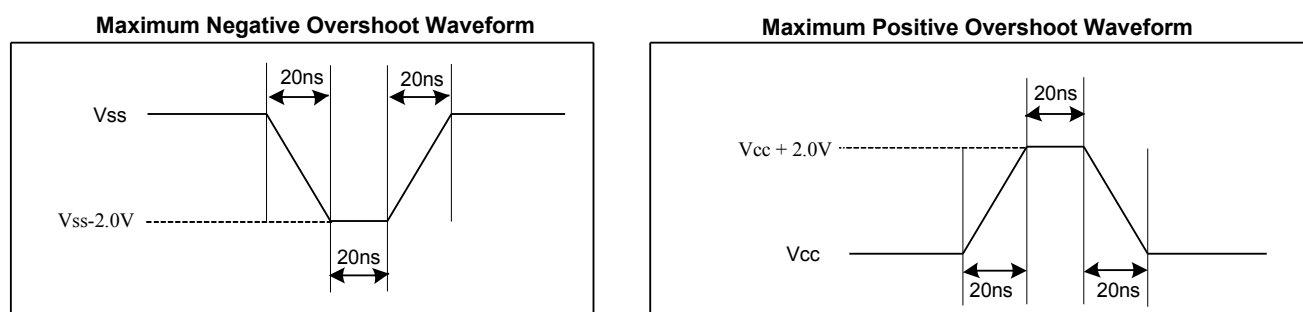 Maximum Negative Overshoot Waveform
20ns
20ns
Vss
Vss-2.0V
20ns
Maximum Positive Overshoot Waveform
20ns
Vcc + 2.0V
Vcc
20ns
20ns